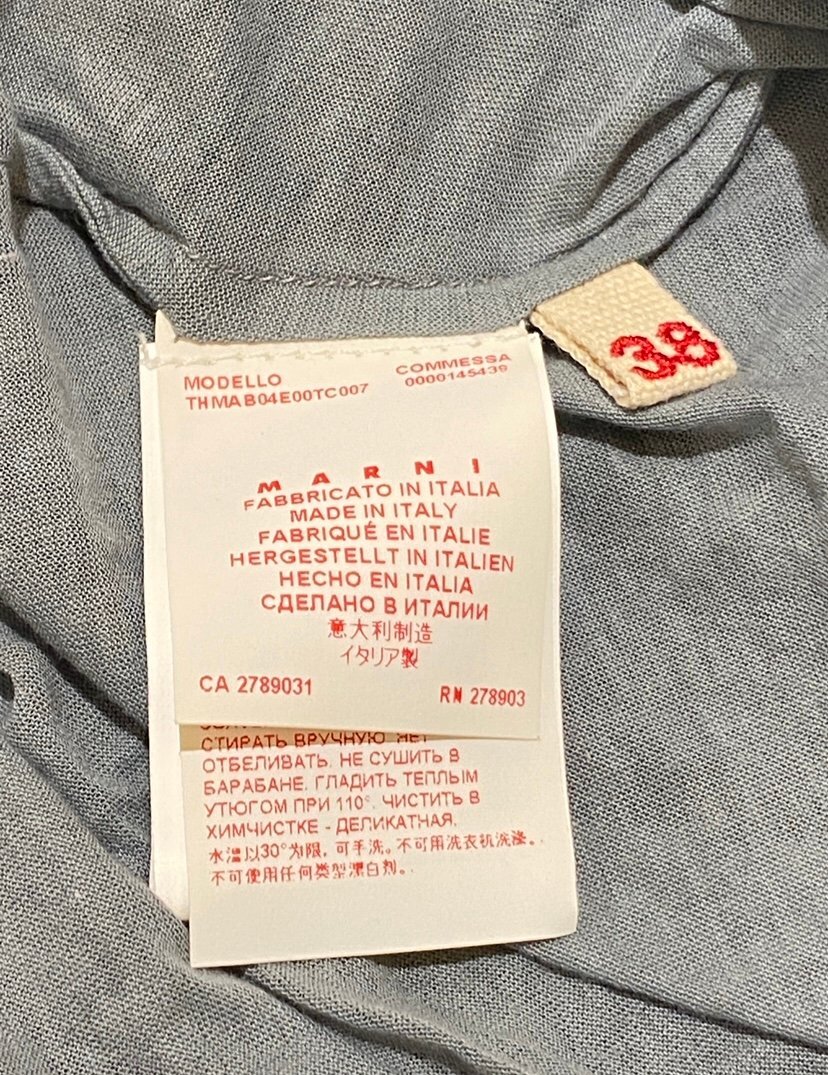 MODELLO
THMAB04E00TC007
COMMESSA
0000145439
38
MARNI
FABBRICATO IN ITALIA
MADE IN ITALY
FABRIQUÉ EN ITALIE
HERGESTELLT IN ITALIEN
HECHO EN ITALIA
СДЕЛАНО В ИТАЛИИ
意大利制造
イタリア製
CA 2789031
RN 278903
СТИРАТЬ ВРУЧНУЮ НЕТ
ОТБЕЛИВАТЬ. НЕ СУШИТЬ В
БАРАБАНЕ. ГЛАДИТЬ ТЕПЛЫМ
УТЮГОМ ПРИ 110°. ЧИСТИТЬ В
ХИМЧИСТКЕ - ДЕЛИКАТНАЯ.
水温以30°为限, 可手洗。不可用洗衣机洗涤。
不可使用任何类型漂白剂。